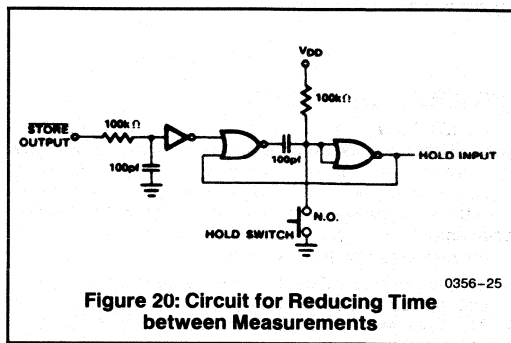 VDD
100kΩ
STORE
OUTPUT
100kΩ
100pf
100pf
HOLD INPUT
N.O.
HOLD SWITCH
0356-25
Figure 20: Circuit for Reducing Time
between Measurements